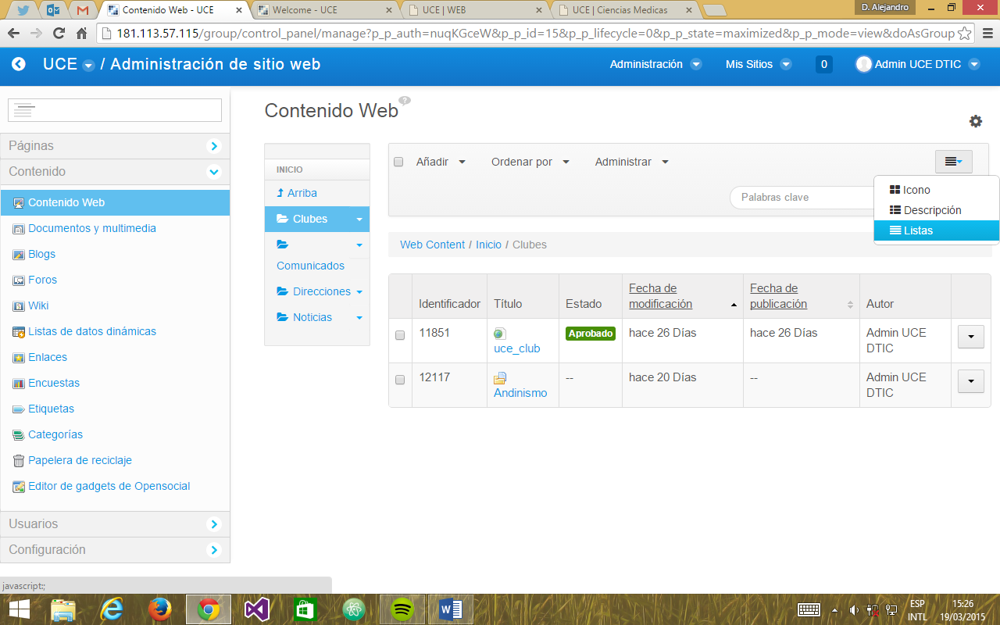 Contenido Web - UCE
Welcome - UCE
UCE | WEB
UCE | Ciencias Medicas
D. Alejandro
181.113.57.115/group/control_panel/manage?p_p_auth=nuqKGceW&p_p_id=15&p_p_lifecycle=0&p_p_state=maximized&p_p_mode=view&doAsGroup
UCE / Administración de sitio web
Administración
Mis Sitios
0
Admin UCE DTIC
Páginas
Contenido
Contenido Web
Documentos y multimedia
Blogs
Foros
Wiki
Listas de datos dinámicas
Enlaces
Encuestas
Etiquetas
Categorías
Papelera de reciclaje
Editor de gadgets de Opensocial
Usuarios
Configuración
Contenido Web
?
INICIO
Arriba
Clubes
Comunicados
Direcciones
Noticias
Añadir
Ordenar por
Administrar
Palabras clave
Icono
Descripción
Listas
Web Content / Inicio / Clubes
Identificador
Título
Estado
Fecha de
modificación
Fecha de
publicación
Autor
11851
uce_club
Aprobado
hace 26 Días
hace 26 Días
Admin UCE
DTIC
12117
Andinismo
--
hace 20 Días
--
Admin UCE
DTIC
javascript:;
ESP
INTL
15:26
19/03/2015